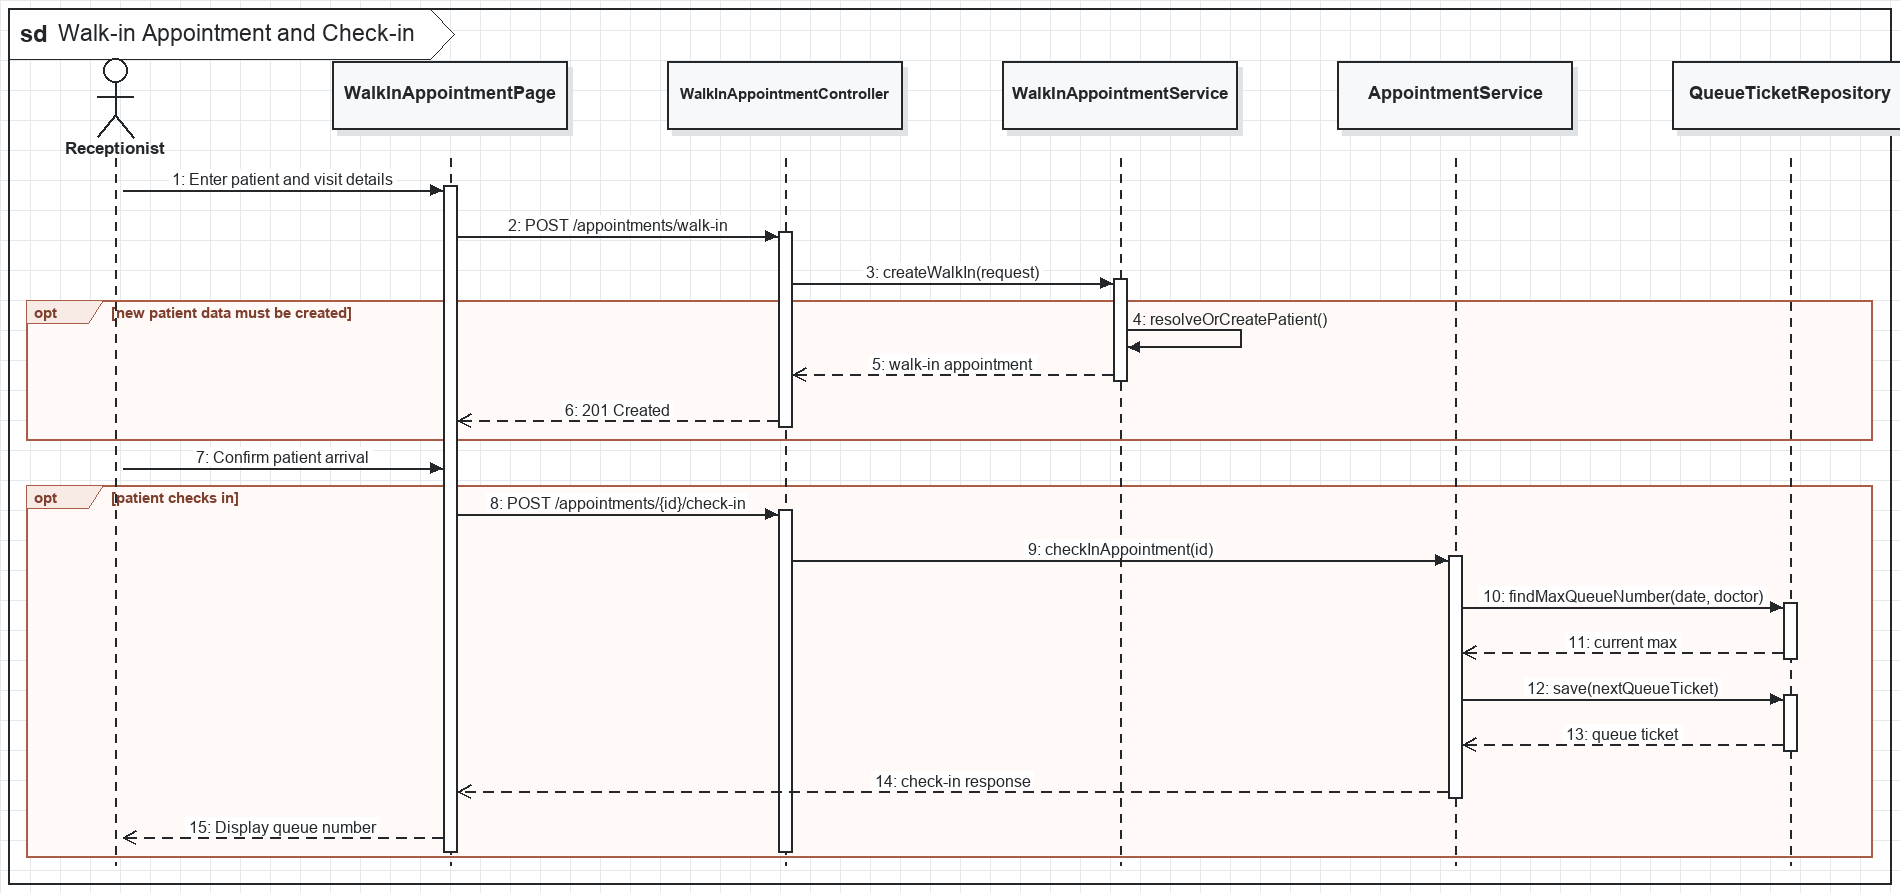 sd Walk-in Appointment and Check-in
Receptionist
WalkInAppointmentPage
WalkInAppointmentController
WalkInAppointmentService
AppointmentService
QueueTicketRepository
1: Enter patient and visit details
2: POST /appointments/walk-in
3: createWalkIn(request)
opt [new patient data must be created]
4: resolveOrCreatePatient()
5: walk-in appointment
6: 201 Created
7: Confirm patient arrival
opt [patient checks in]
8: POST /appointments/{id}/check-in
9: checkInAppointment(id)
10: findMaxQueueNumber(date, doctor)
11: current max
12: save(nextQueueTicket)
13: queue ticket
14: check-in response
15: Display queue number